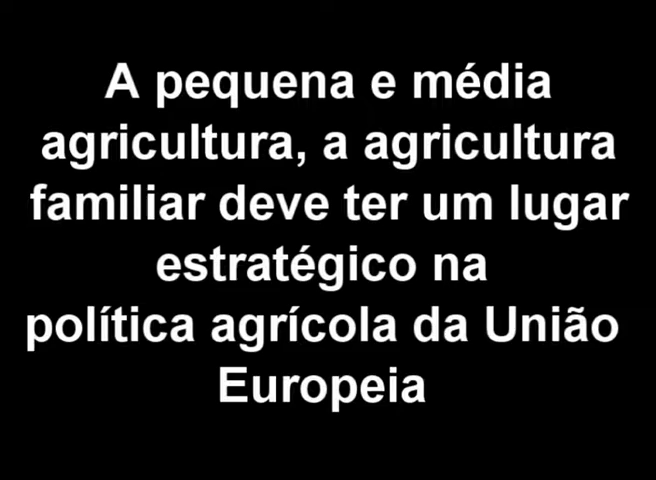 A pequena e média
agricultura, a agricultura
familiar deve ter um lugar
estratégico na
política agrícola da União
Europeia